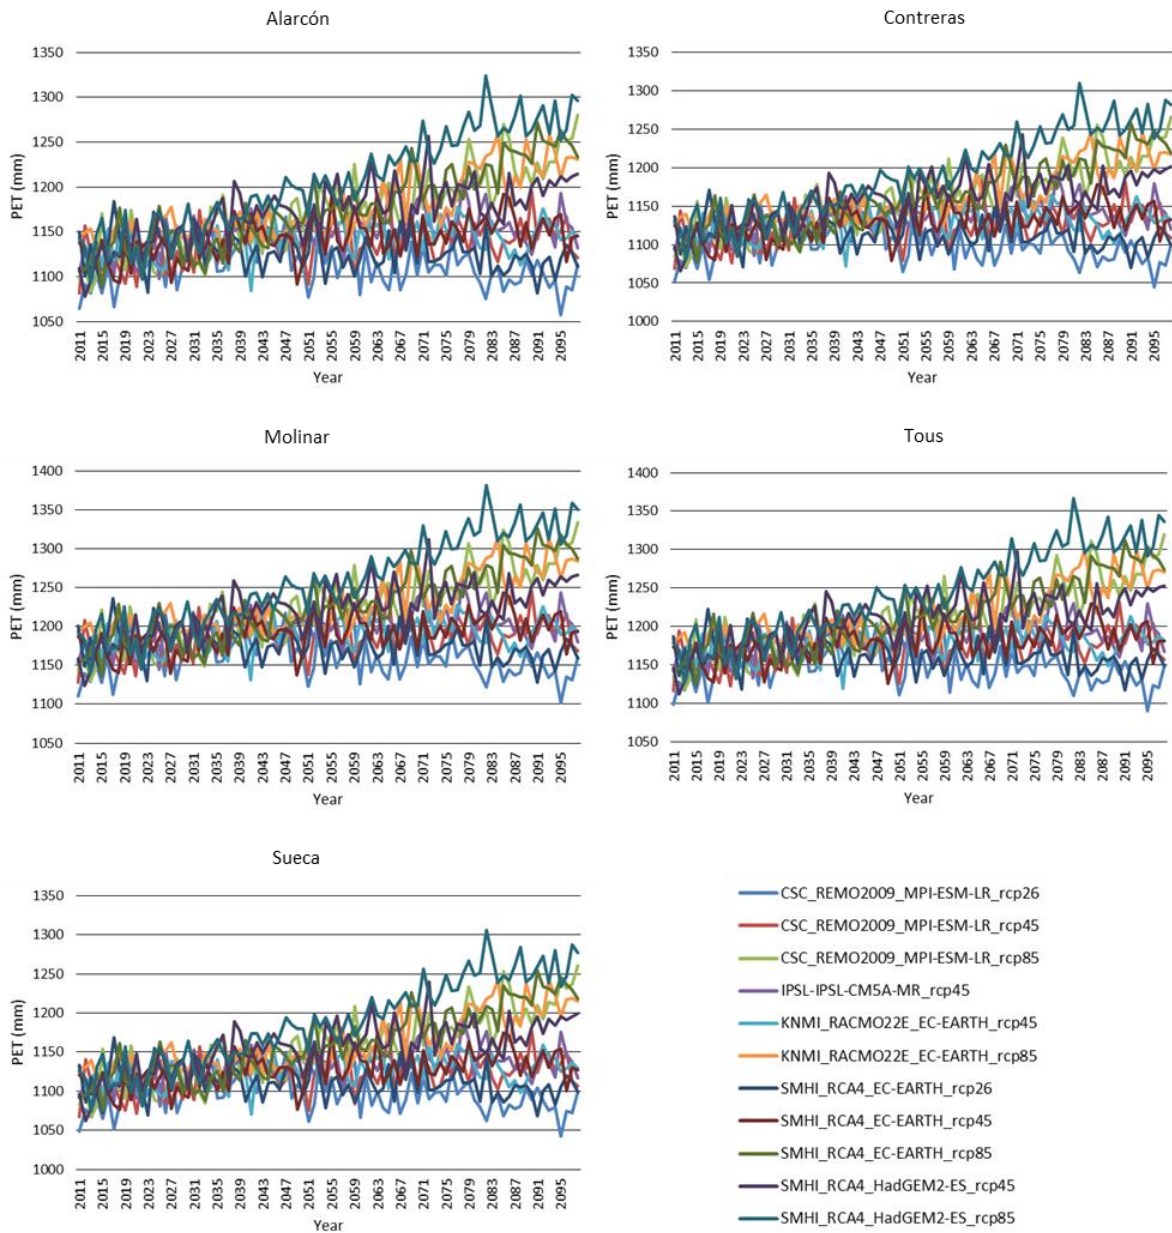 Alarcón
Contreras
1350
1300
1250
1200
1150
1100
1050
PET (mm)
2011 2015 2019 2023 2027 2031 2035 2039 2043 2047 2051 2055 2059 2063 2067 2071 2075 2079 2083 2087 2091 2095
Year
1350
1300
1250
1200
1150
1100
1050
1000
PET (mm)
2011 2015 2019 2023 2027 2031 2035 2039 2043 2047 2051 2055 2059 2063 2067 2071 2075 2079 2083 2087 2091 2095
Year
Molinar
Tous
1400
1350
1300
1250
1200
1150
1100
1050
PET (mm)
2011 2015 2019 2023 2027 2031 2035 2039 2043 2047 2051 2055 2059 2063 2067 2071 2075 2079 2083 2087 2091 2095
Year
1400
1350
1300
1250
1200
1150
1100
1050
PET (mm)
2011 2015 2019 2023 2027 2031 2035 2039 2043 2047 2051 2055 2059 2063 2067 2071 2075 2079 2083 2087 2091 2095
Year
Sueca
1350
1300
1250
1200
1150
1100
1050
1000
PET (mm)
2011 2015 2019 2023 2027 2031 2035 2039 2043 2047 2051 2055 2059 2063 2067 2071 2075 2079 2083 2087 2091 2095
Year
CSC_REMO2009_MPI-ESM-LR_rcp26
CSC_REMO2009_MPI-ESM-LR_rcp45
CSC_REMO2009_MPI-ESM-LR_rcp85
IPSL-IPSL-CM5A-MR_rcp45
KNMI_RACMO22E_EC-EARTH_rcp45
KNMI_RACMO22E_EC-EARTH_rcp85
SMHI_RCA4_EC-EARTH_rcp26
SMHI_RCA4_EC-EARTH_rcp45
SMHI_RCA4_EC-EARTH_rcp85
SMHI_RCA4_HadGEM2-ES_rcp45
SMHI_RCA4_HadGEM2-ES_rcp85